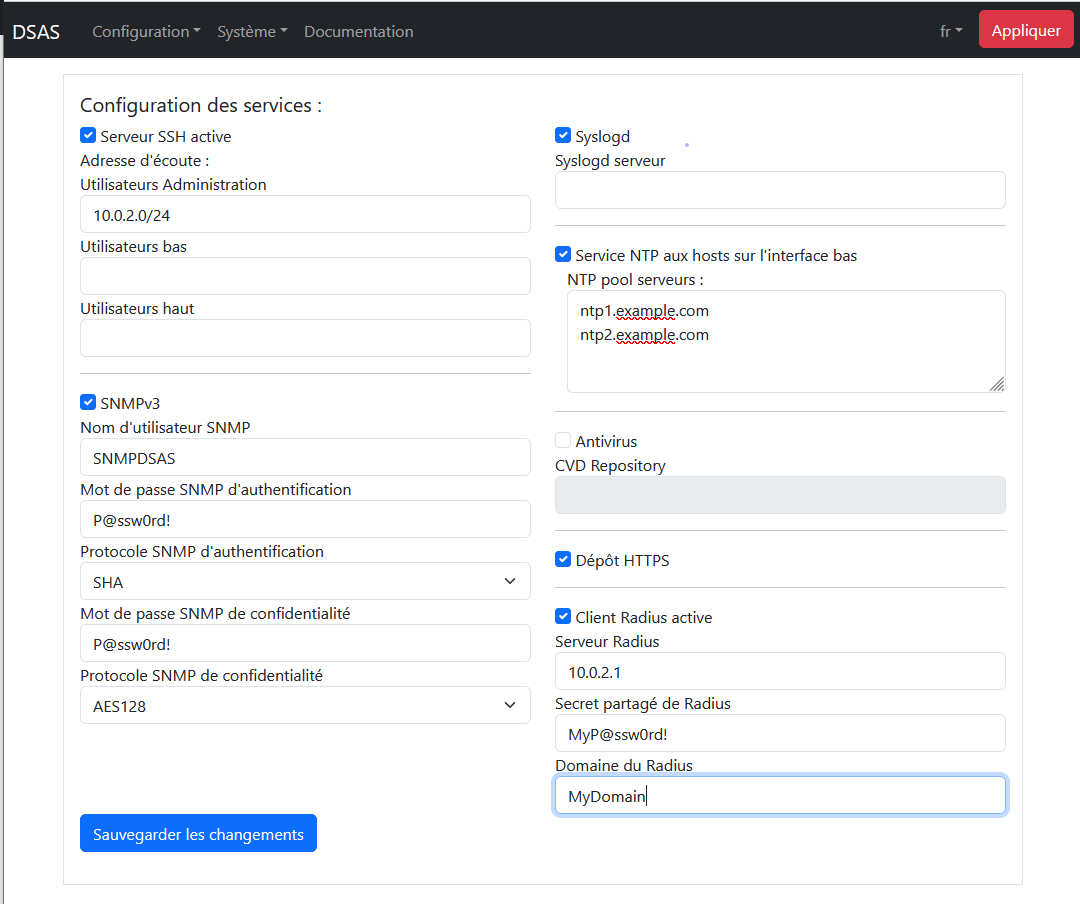 DSAS Configuration Système Documentation fr Appliquer
Configuration des services :
Serveur SSH active
Adresse d'écoute :
Utilisateurs Administration
10.0.2.0/24
Utilisateurs bas
Utilisateurs haut
SNMPv3
Nom d'utilisateur SNMP
SNMPDSAS
Mot de passe SNMP d'authentification
P@ssw0rd!
Protocole SNMP d'authentification
SHA
Mot de passe SNMP de confidentialité
P@ssw0rd!
Protocole SNMP de confidentialité
AES128
Syslogd
Syslogd serveur
Service NTP aux hosts sur l'interface bas
NTP pool serveurs :
ntp1.example.com
ntp2.example.com
Antivirus
CVD Repository
Dépôt HTTPS
Client Radius active
Serveur Radius
10.0.2.1
Secret partagé de Radius
MyP@ssw0rd!
Domaine du Radius
MyDomain
Sauvegarder les changements